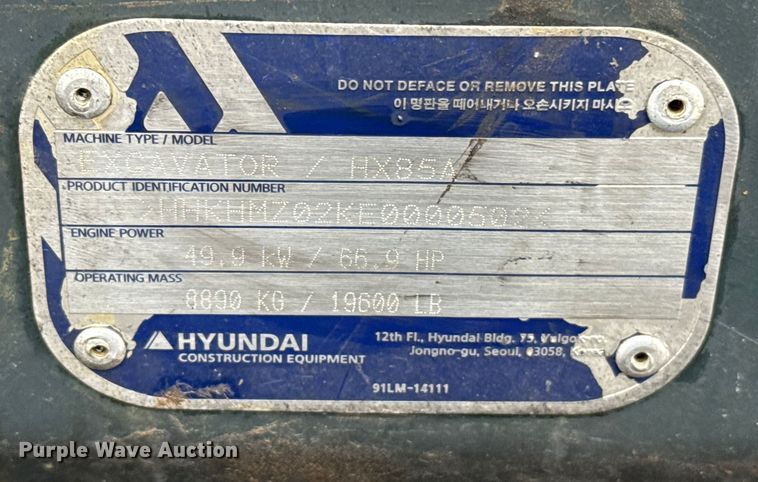 DO NOT DEFACE OR REMOVE THIS PLATE
이 명판을 떼어내거나 오손시키지 마시오
MACHINE TYPE / MODEL
EXCAVATOR / HX85A
PRODUCT IDENTIFICATION NUMBER
ENGINE POWER
49.9 kW / 66.9 HP
OPERATING MASS
8890 KG / 19600 LB
HYUNDAI
CONSTRUCTION EQUIPMENT
12th Fl., Hyundai Bldg. 75, Yulgok-ro,
Jongno-gu, Seoul, 03058, Korea
91LM-14111
Purple Wave Auction